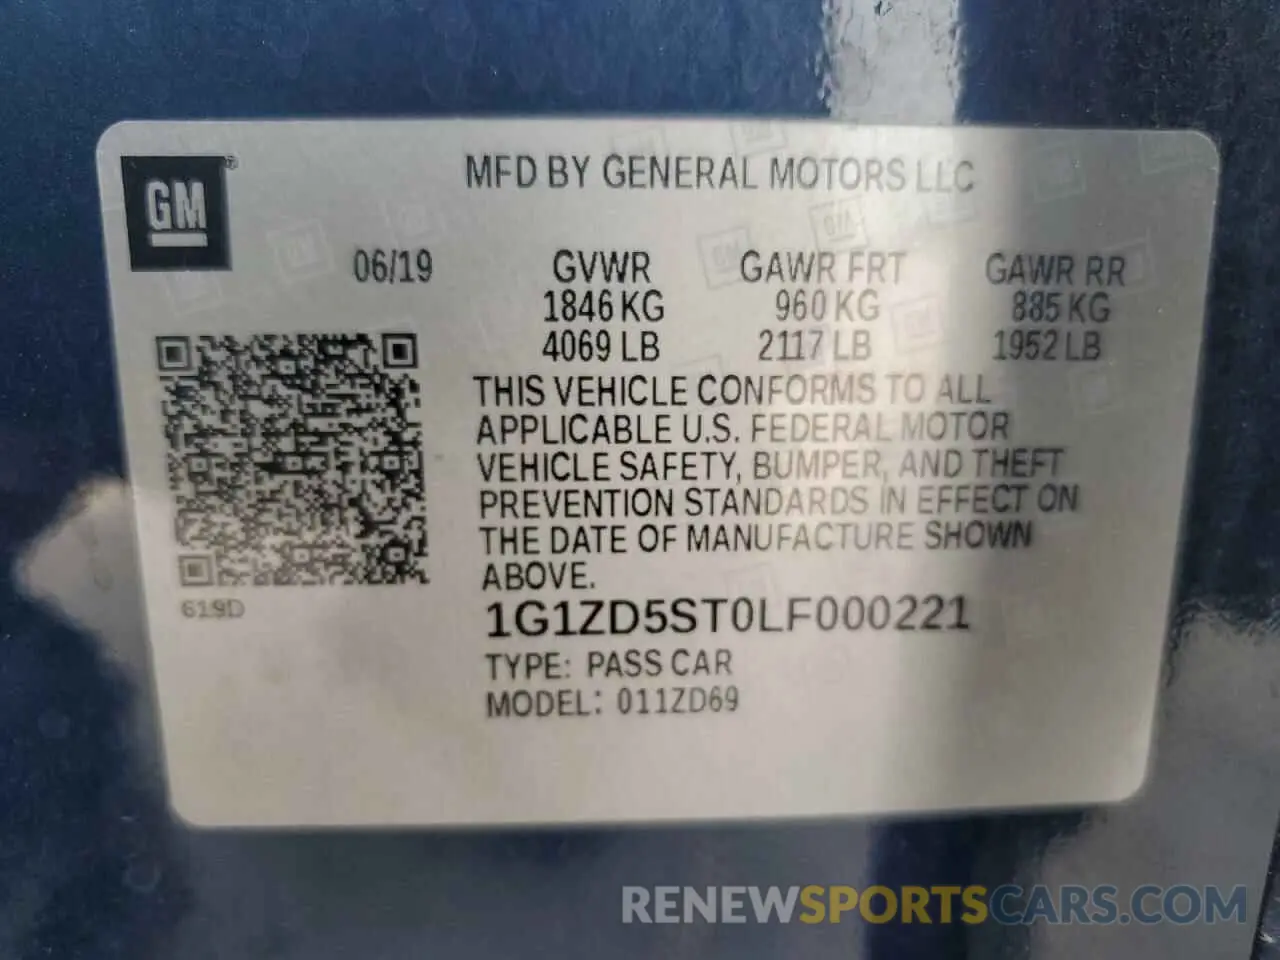 GM®
MFD BY GENERAL MOTORS LLC
06/19
GVWR GAWR FRT GAWR RR
1846 KG 960 KG 885 KG
4069 LB 2117 LB 1952 LB
THIS VEHICLE CONFORMS TO ALL
APPLICABLE U.S. FEDERAL MOTOR
VEHICLE SAFETY, BUMPER, AND THEFT
PREVENTION STANDARDS IN EFFECT ON
THE DATE OF MANUFACTURE SHOWN
ABOVE.
619D
1G1ZD5ST0LF000221
TYPE: PASS CAR
MODEL: 011ZD69
RENEWSPORTSCARS.COM